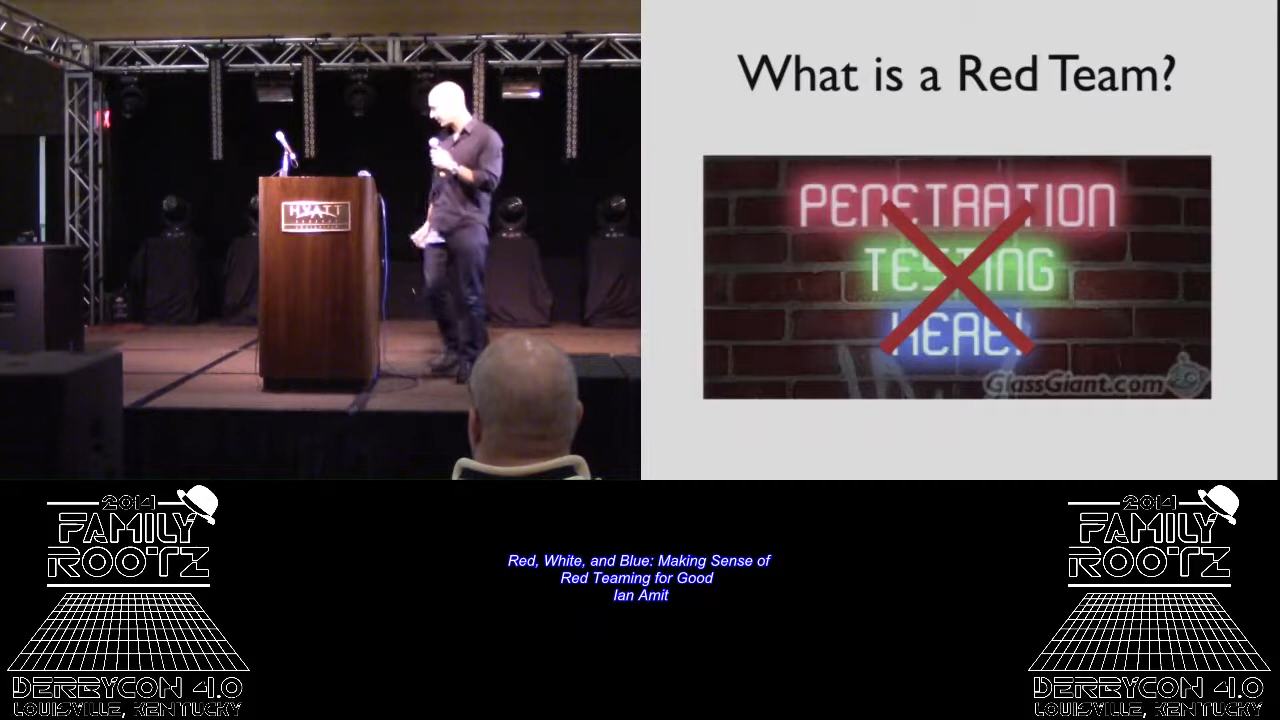 What is a Red Team?
PENETRATION
TESTING
HERE!
GlassGiant.com
HYATT
2014
FAMILY
ROOTZ
DERBYCON 4.0
LOUISVILLE, KENTUCKY
Red, White, and Blue: Making Sense of
Red Teaming for Good
Ian Amit
2014
FAMILY
ROOTZ
DERBYCON 4.0
LOUISVILLE, KENTUCKY